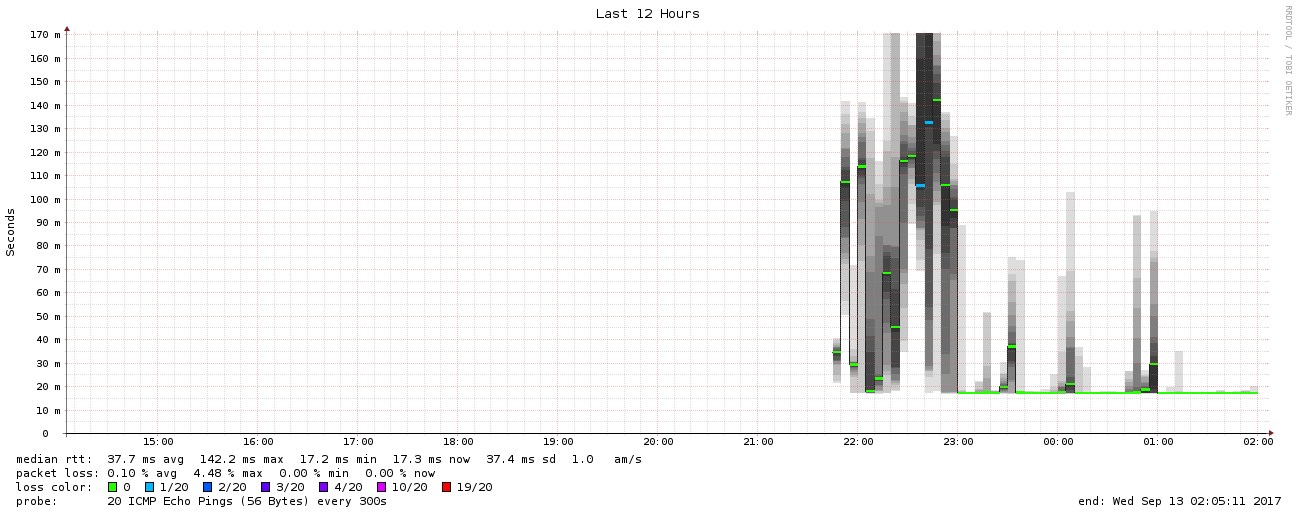 Last 12 Hours
RRDTOOL / TOBI OETIKER
Seconds
170 m
160 m
150 m
140 m
130 m
120 m
110 m
100 m
90 m
80 m
70 m
60 m
50 m
40 m
30 m
20 m
10 m
0
15:00 16:00 17:00 18:00 19:00 20:00 21:00 22:00 23:00 00:00 01:00 02:00
median rtt: 37.7 ms avg 142.2 ms max 17.2 ms min 17.3 ms now 37.4 ms sd 1.0 am/s
packet loss: 0.10 % avg 4.48 % max 0.00 % min 0.00 % now
loss color: 0 1/20 2/20 3/20 4/20 10/20 19/20
probe: 20 ICMP Echo Pings (56 Bytes) every 300s end: Wed Sep 13 02:05:11 2017